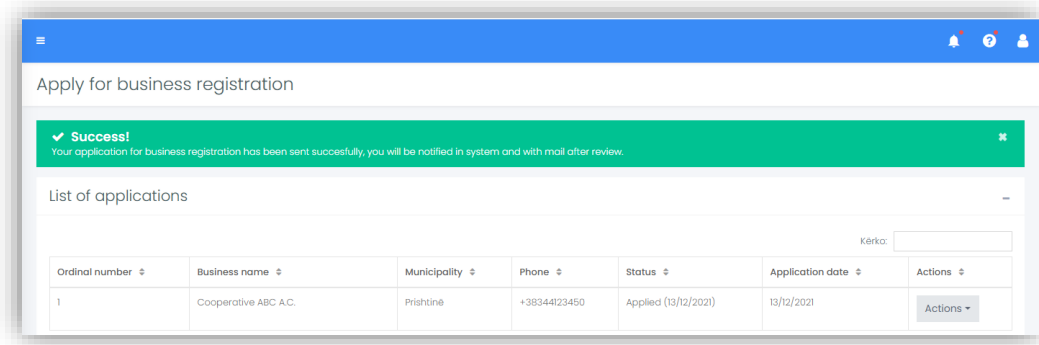 Apply for business registration
Success!
Your application for business registration has been sent succesfully, you will be notified in system and with mail after review.
List of applications
Kërko:
Ordinal number Business name Municipality Phone Status Application date Actions
1 Cooperative ABC A.C. Prishtinë +38344123450 Applied (13/12/2021) 13/12/2021 Actions